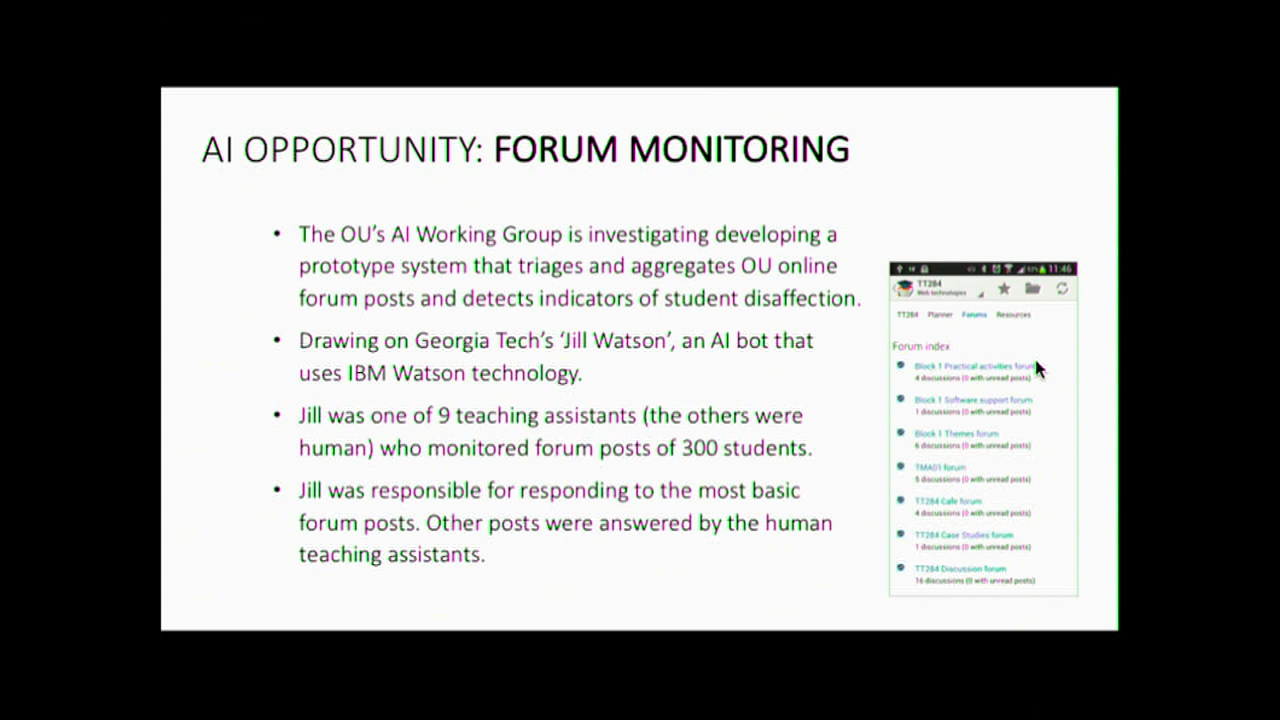 AI OPPORTUNITY: FORUM MONITORING
• The OU's AI Working Group is investigating developing a
prototype system that triages and aggregates OU online
forum posts and detects indicators of student disaffection.
• Drawing on Georgia Tech's 'Jill Watson', an AI bot that
uses IBM Watson technology.
• Jill was one of 9 teaching assistants (the others were
human) who monitored forum posts of 300 students.
• Jill was responsible for responding to the most basic
forum posts. Other posts were answered by the human
teaching assistants.
11:46
TT284
Web technologies
TT284 Planner Forums Resources
Forum index
Block 1 Practical activities forum
4 discussions (0 with unread posts)
Block 1 Software support forum
1 discussions (0 with unread posts)
Block 1 Themes forum
6 discussions (0 with unread posts)
TMA01 forum
5 discussions (0 with unread posts)
TT284 Cafe forum
4 discussions (0 with unread posts)
TT284 Case Studies forum
1 discussions (0 with unread posts)
TT284 Discussion forum
16 discussions (0 with unread posts)